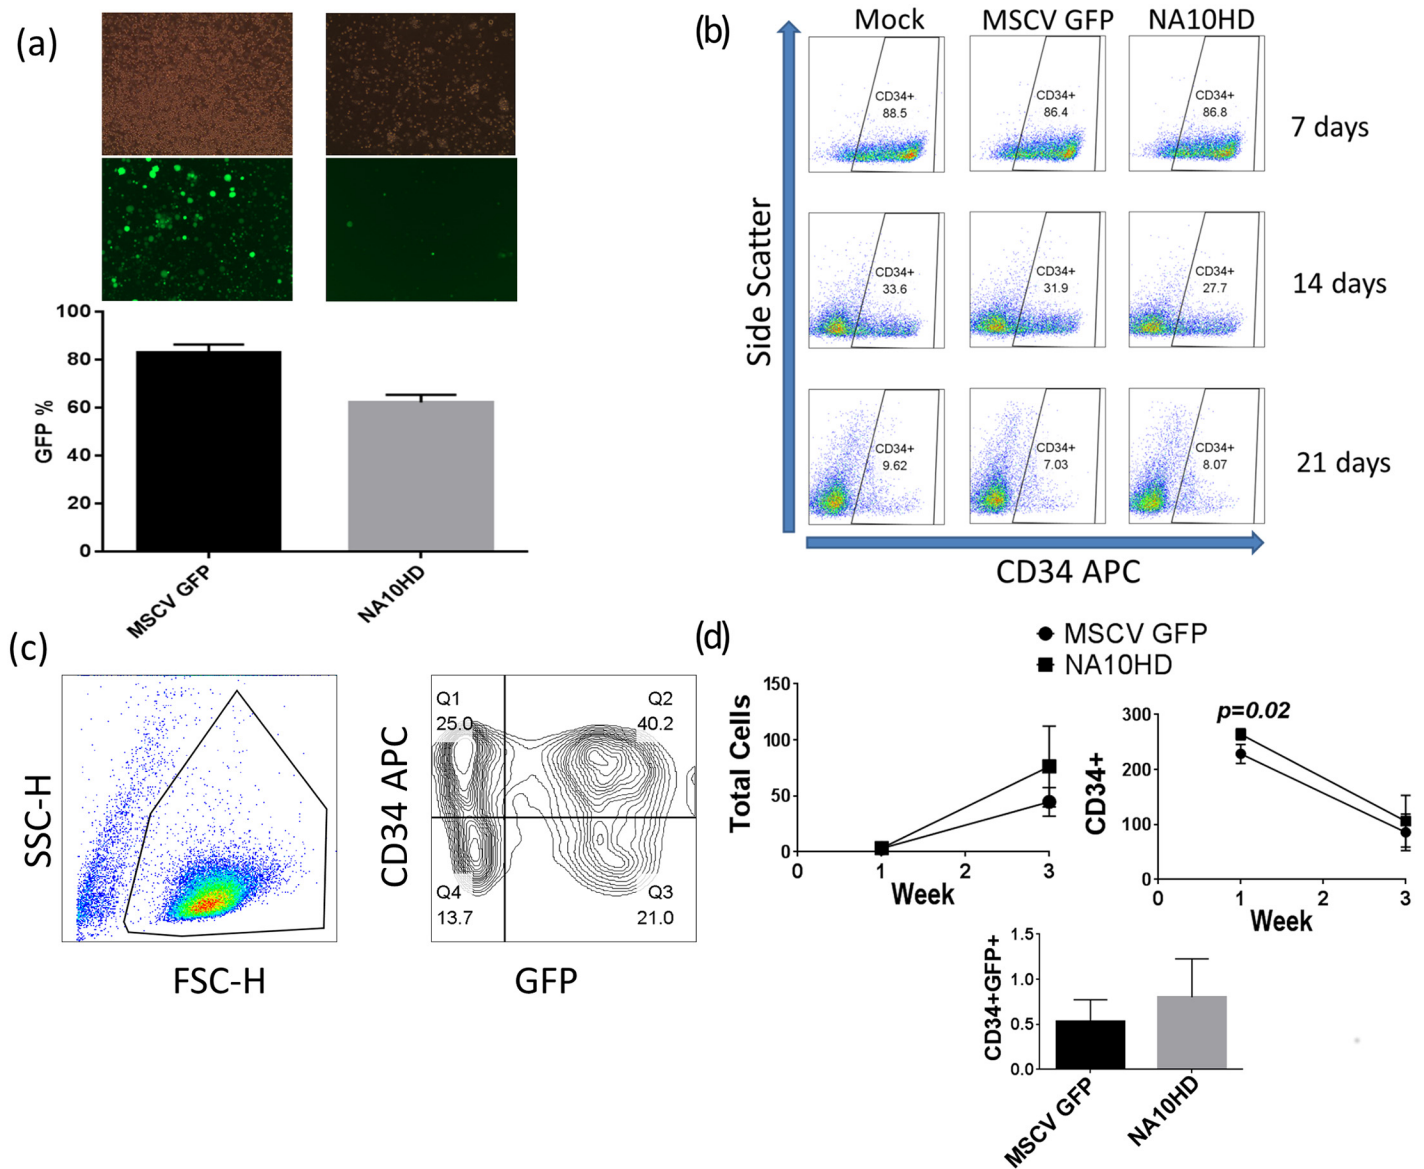 (a)
100
80
60
40
20
0
GFP %
MSCV GFP
NA10HD
(b)
Mock MSCV GFP NA10HD
CD34+ 88.5
CD34+ 86.4
CD34+ 86.8
7 days
CD34+ 33.6
CD34+ 31.9
CD34+ 27.7
14 days
CD34+ 9.62
CD34+ 7.03
CD34+ 8.07
21 days
Side Scatter
CD34 APC
(c)
SSC-H
FSC-H
CD34 APC
Q1 25.0
Q2 40.2
Q4 13.7
Q3 21.0
GFP
(d)
MSCV GFP
NA10HD
150
100
50
0
Total Cells
0 1 2 3
Week
300
200
100
0
CD34+
p=0.02
0 1 2 3
Week
1.5
1.0
0.5
0.0
CD34+GFP+
MSCV GFP
NA10HD